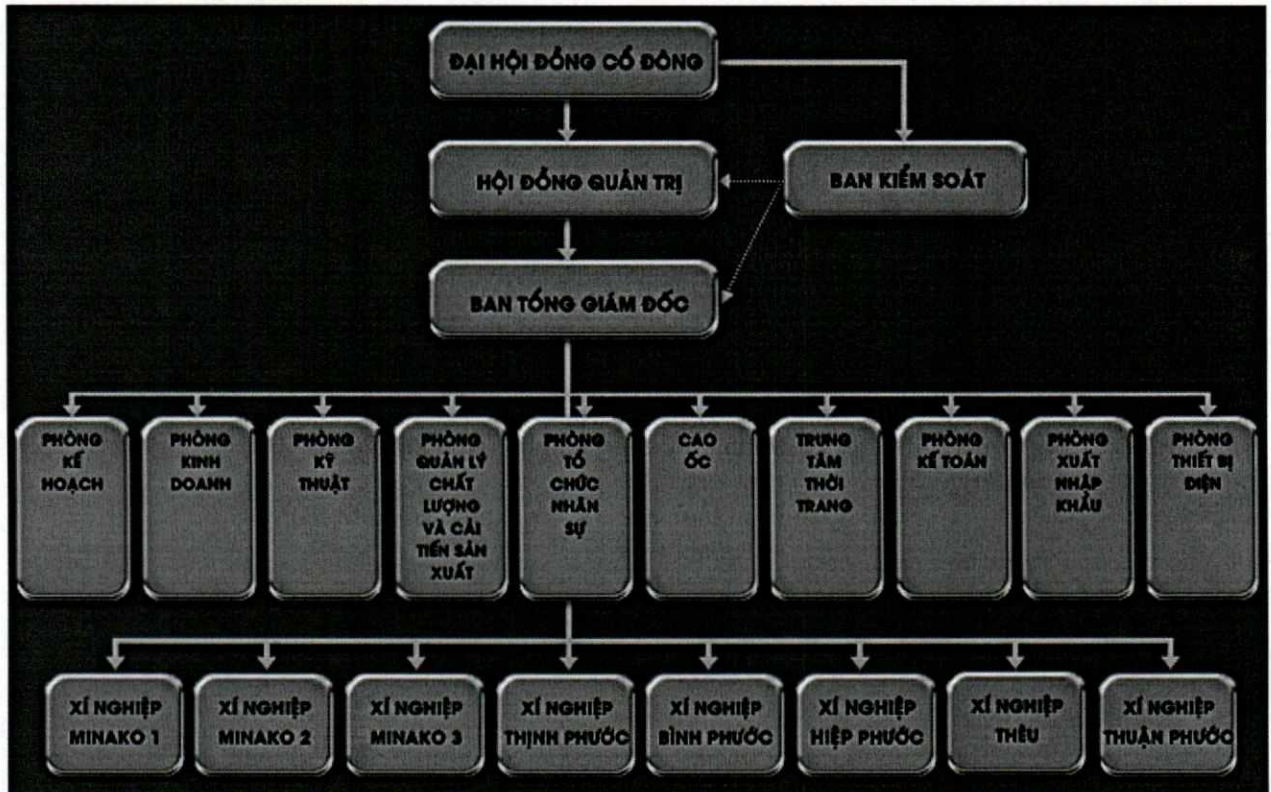 ĐẠI HỘI ĐỒNG CỔ ĐÔNG
HỘI ĐỒNG QUẢN TRỊ
BAN KIỂM SOÁT
BAN TỔNG GIÁM ĐỐC
PHÒNG
KẾ
HOẠCH
PHÒNG
KINH
DOANH
PHÒNG
KỸ
THUẬT
PHÒNG
QUẢN LÝ
CHẤT
LƯỢNG
VÀ CẢI
TIẾN SẢN
XUẤT
PHÒNG
TỔ
CHỨC
NHÂN
SỰ
CAO
ỐC
TRUNG
TÂM
THỜI
TRANG
PHÒNG
KẾ TOÁN
PHÒNG
XUẤT
NHẬP
KHẨU
PHÒNG
THIẾT BỊ
ĐIỆN
XÍ NGHIỆP
MINAKO 1
XÍ NGHIỆP
MINAKO 2
XÍ NGHIỆP
MINAKO 3
XÍ NGHIỆP
THỊNH PHƯỚC
XÍ NGHIỆP
BÌNH PHƯỚC
XÍ NGHIỆP
HIỆP PHƯỚC
XÍ NGHIỆP
THÊU
XÍ NGHIỆP
THUẬN PHƯỚC